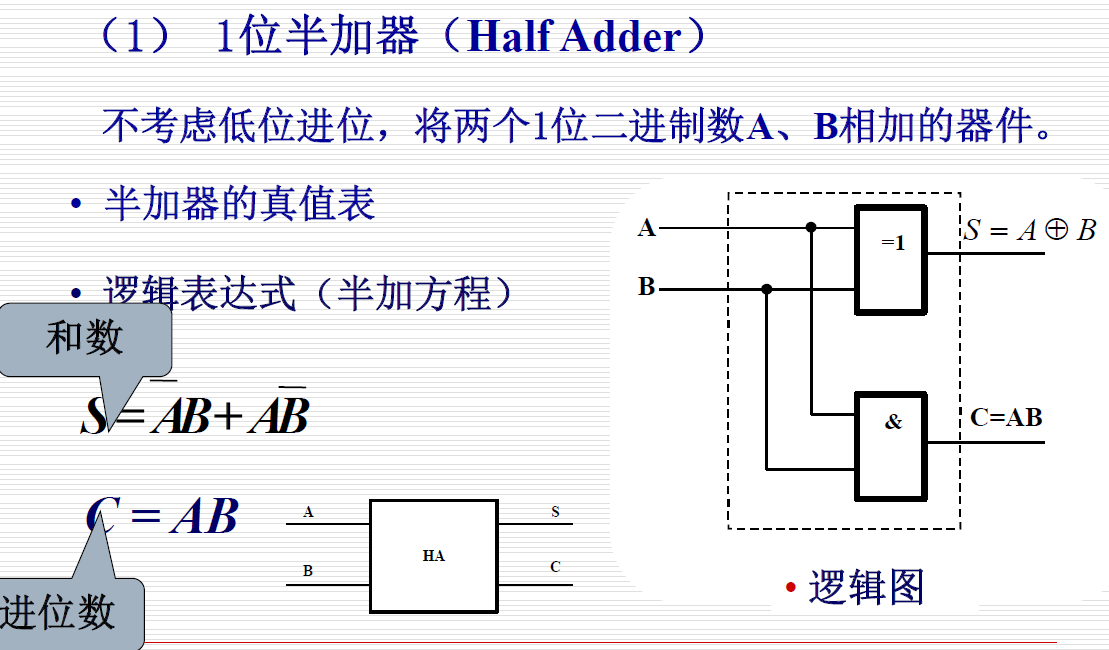 （1） 1位半加器（Half Adder）
不考虑低位进位，将两个1位二进制数A、B相加的器件。
• 半加器的真值表
• 逻辑表达式（半加方程）
和数
S = A̅B + AB̅
C = AB
进位数
A
B
HA
S
C
A
B
=1
S = A ⊕ B
&
C=AB
• 逻辑图